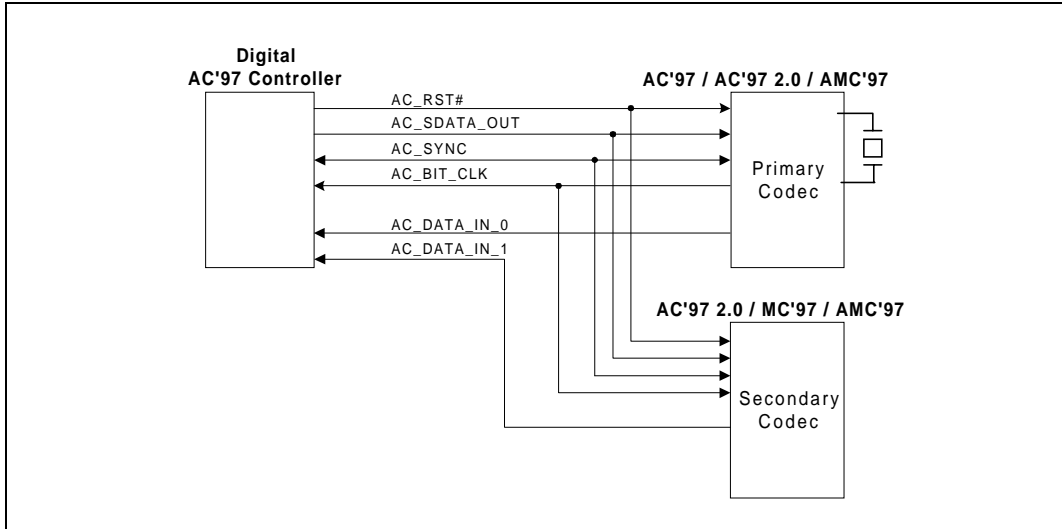 Digital
AC'97 Controller
AC'97 / AC'97 2.0 / AMC'97
AC_RST#
AC_SDATA_OUT
AC_SYNC
AC_BIT_CLK
AC_DATA_IN_0
AC_DATA_IN_1
Primary
Codec
AC'97 2.0 / MC'97 / AMC'97
Secondary
Codec